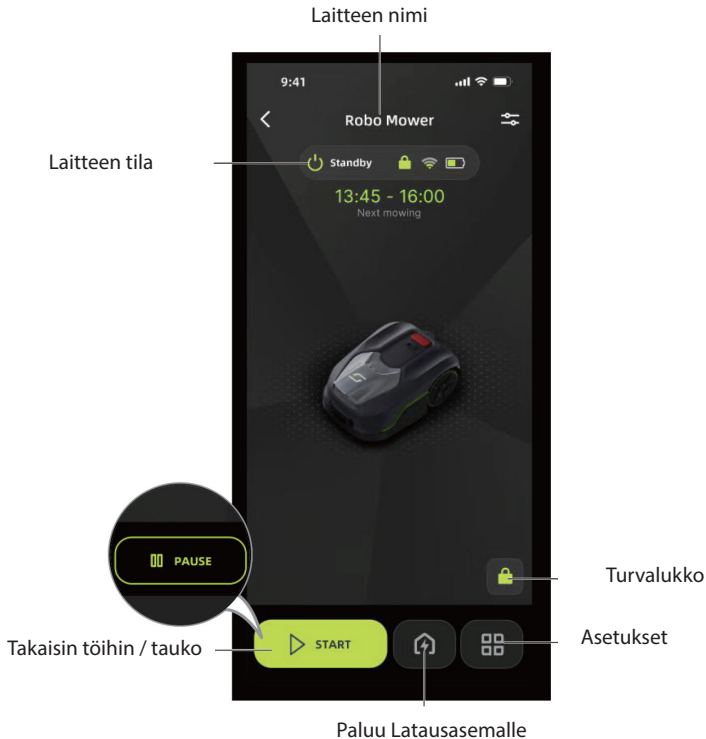 Laitteen nimi
9:41
Robo Mower
Laitteen tila
Standby
13:45 - 16:00
Next mowing
PAUSE
Turvalukko
Takaisin töihin / tauko
START
Asetukset
Paluu Latausasemalle